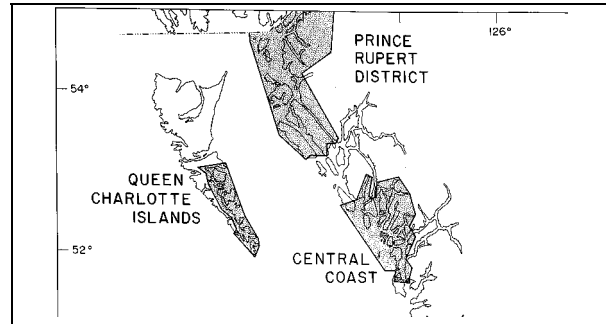 126°
PRINCE
RUPERT
DISTRICT
54°
QUEEN
CHARLOTTE
ISLANDS
52°
CENTRAL
COAST